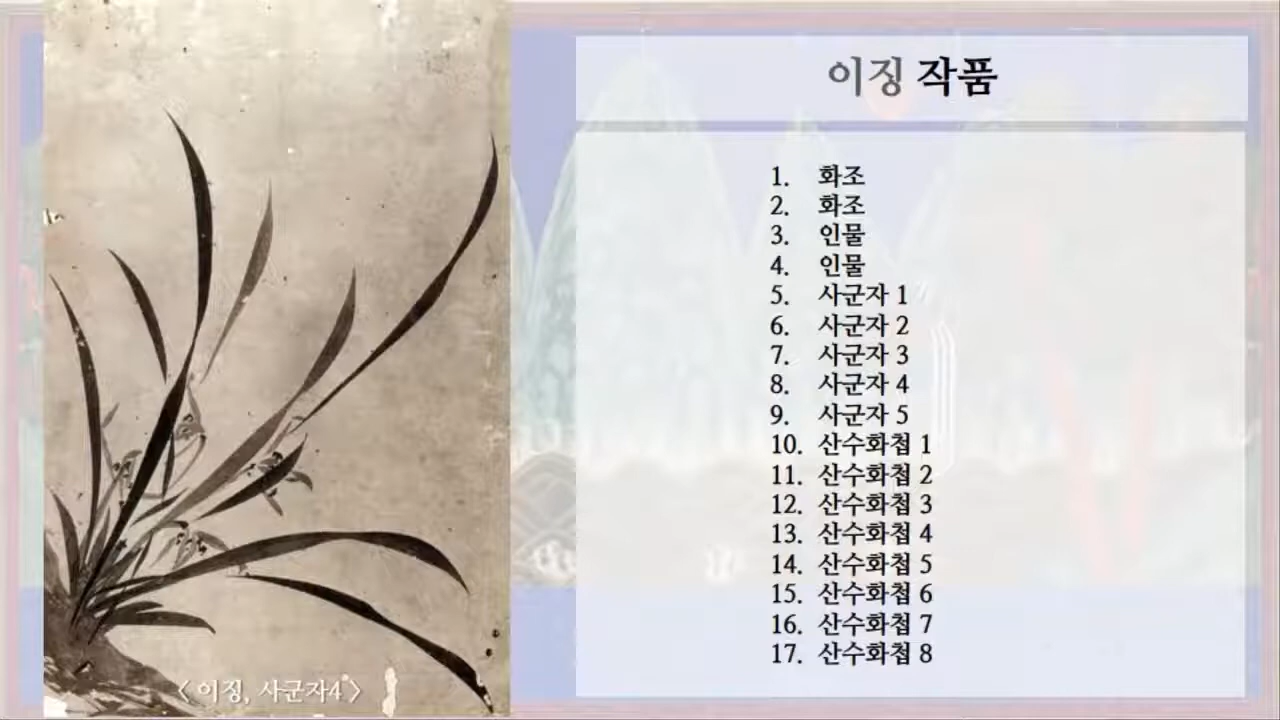 이징 작품
1. 화조
2. 화조
3. 인물
4. 인물
5. 사군자 1
6. 사군자 2
7. 사군자 3
8. 사군자 4
9. 사군자 5
10. 산수화첩 1
11. 산수화첩 2
12. 산수화첩 3
13. 산수화첩 4
14. 산수화첩 5
15. 산수화첩 6
16. 산수화첩 7
17. 산수화첩 8
〈 이징, 사군자4 〉